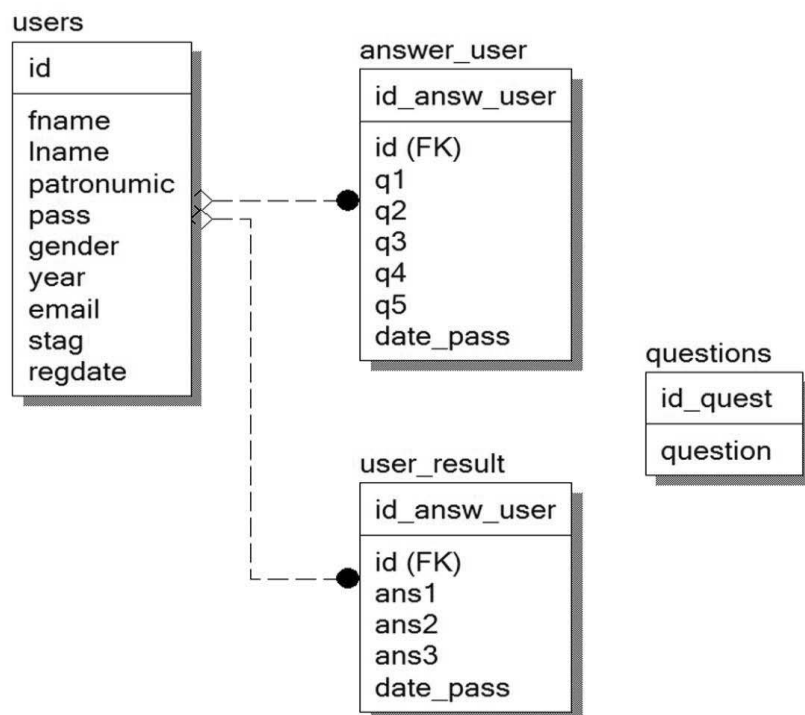 users
id
fname
lname
patronumic
pass
gender
year
email
stag
regdate
answer_user
id_answ_user
id (FK)
q1
q2
q3
q4
q5
date_pass
questions
id_quest
question
user_result
id_answ_user
id (FK)
ans1
ans2
ans3
date_pass